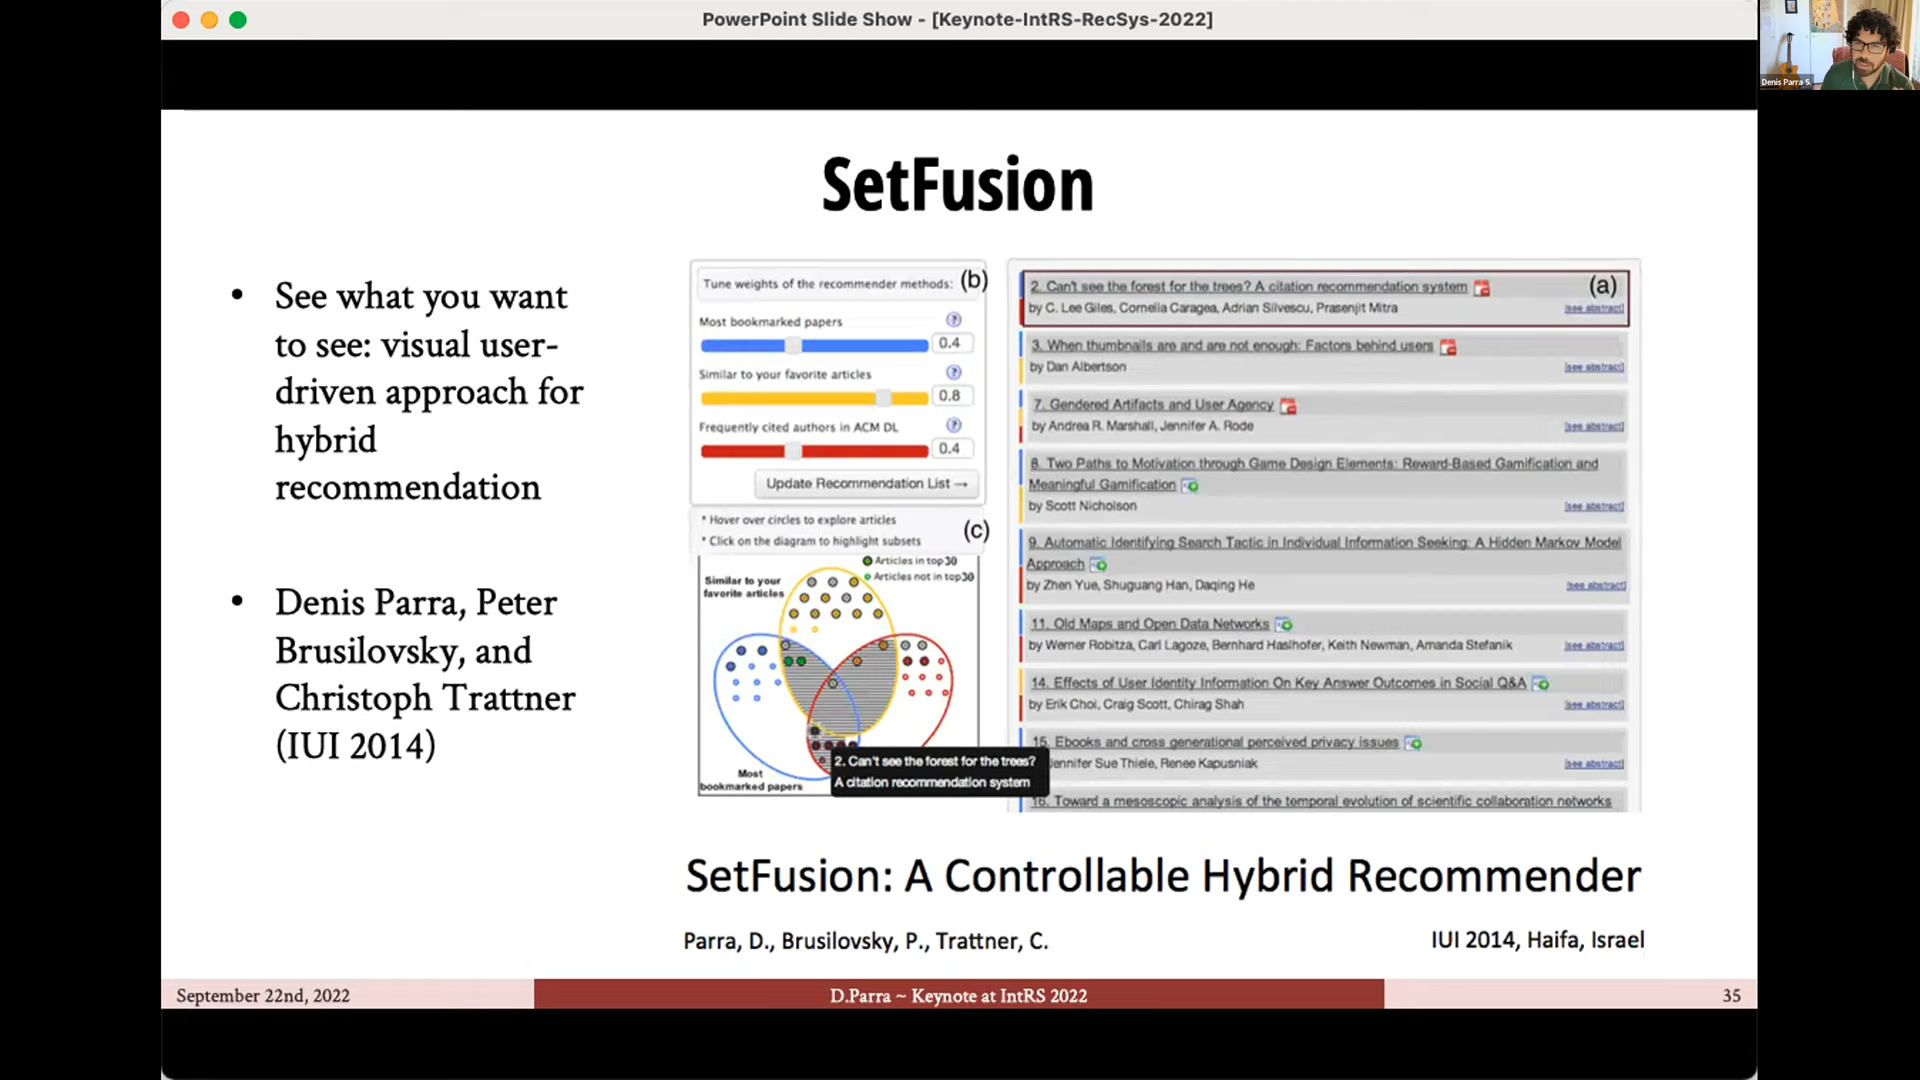 PowerPoint Slide Show - [Keynote-IntRS-RecSys-2022]
Denis Parra S.
SetFusion
• See what you want
to see: visual user-
driven approach for
hybrid
recommendation
• Denis Parra, Peter
Brusilovsky, and
Christoph Trattner
(IUI 2014)
Tune weights of the recommender methods: (b)
Most bookmarked papers ?
0.4
Similar to your favorite articles ?
0.8
Frequently cited authors in ACM DL ?
0.4
Update Recommendation List →
* Hover over circles to explore articles
(c)
* Click on the diagram to highlight subsets
Articles in top 30
Articles not in top30
Similar to your
favorite articles
Most
bookmarked papers
2. Can't see the forest for the trees?
A citation recommendation system
2. Can't see the forest for the trees? A citation recommendation system (a)
by C. Lee Giles, Cornelia Caragea, Adrian Silvescu, Prasenjit Mitra [see abstract]
3. When thumbnails are and are not enough: Factors behind users
by Dan Albertson [see abstract]
7. Gendered Artifacts and User Agency
by Andrea R. Marshall, Jennifer A. Rode [see abstract]
8. Two Paths to Motivation through Game Design Elements: Reward-Based Gamification and
Meaningful Gamification
by Scott Nicholson [see abstract]
9. Automatic Identifying Search Tactic in Individual Information Seeking: A Hidden Markov Model
Approach
by Zhen Yue, Shuguang Han, Daqing He [see abstract]
11. Old Maps and Open Data Networks
by Werner Robitza, Carl Lagoze, Bernhard Haslhofer, Keith Newman, Amanda Stefanik [see abstract]
14. Effects of User Identity Information On Key Answer Outcomes in Social Q&A
by Erik Choi, Craig Scott, Chirag Shah [see abstract]
15. Ebooks and cross generational perceived privacy issues
Jennifer Sue Thiele, Renee Kapusniak [see abstract]
16. Toward a mesoscopic analysis of the temporal evolution of scientific collaboration networks
SetFusion: A Controllable Hybrid Recommender
Parra, D., Brusilovsky, P., Trattner, C. IUI 2014, Haifa, Israel
September 22nd, 2022 D.Parra ~ Keynote at IntRS 2022 35